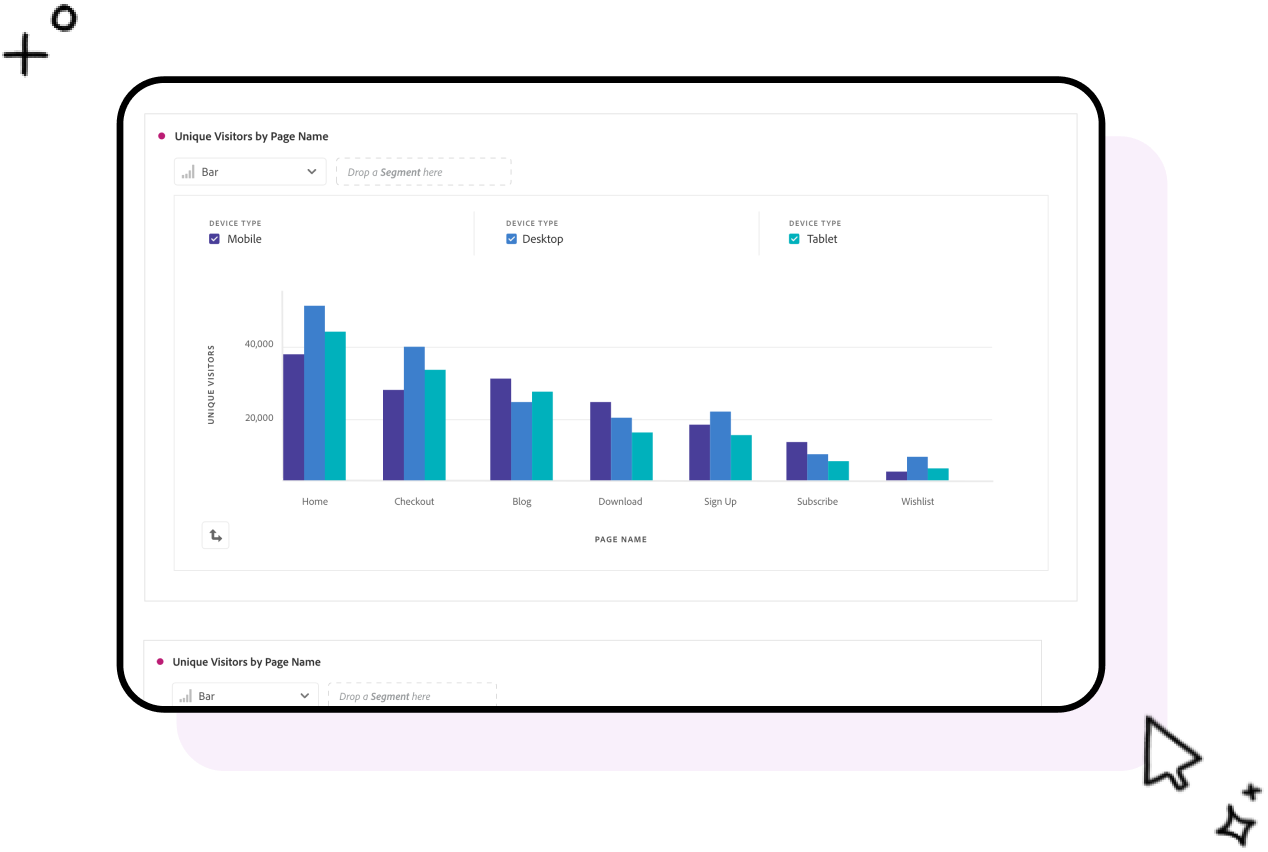 Unique Visitors by Page Name
Bar
Drop a Segment here
DEVICE TYPE
Mobile
DEVICE TYPE
Desktop
DEVICE TYPE
Tablet
UNIQUE VISITORS
40,000
20,000
Home
Checkout
Blog
Download
Sign Up
Subscribe
Wishlist
PAGE NAME
Unique Visitors by Page Name
Bar
Drop a Segment here